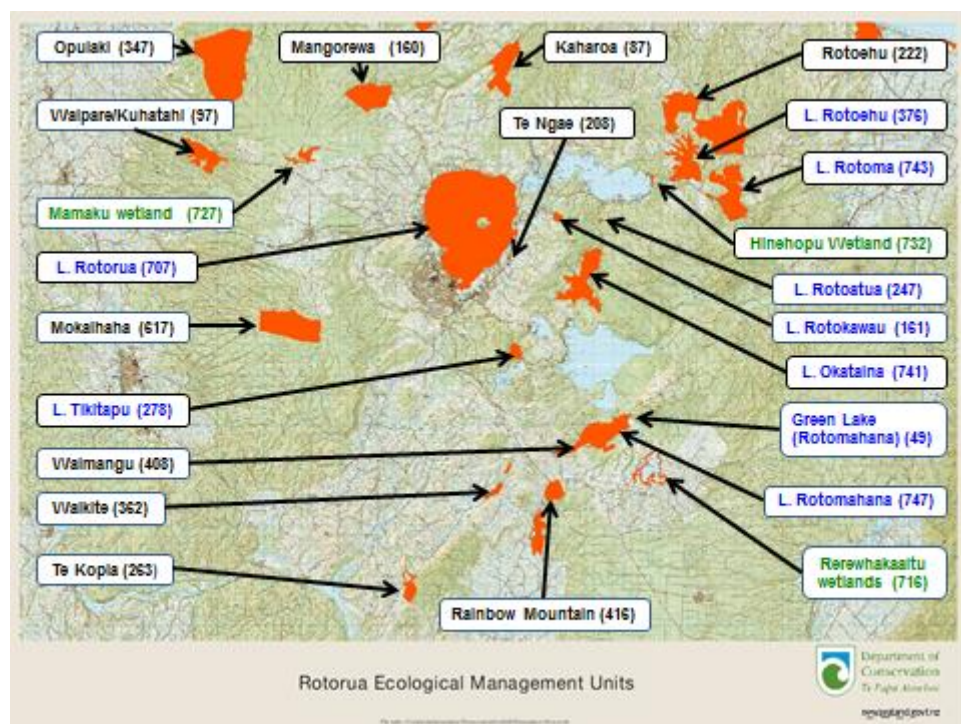 Opuiaki (347)
Mangorewa (160)
Kaharoa (87)
Rotoehu (222)
Waipare/Kuhatahi (97)
Te Ngae (208)
L. Rotoehu (376)
L. Rotoma (743)
Mamaku wetland (727)
Hinehopu Wetland (732)
L. Rotorua (707)
L. Rotoatua (247)
Mokaihaha (617)
L. Rotokawau (161)
L. Okataina (741)
L. Tikitapu (278)
Green Lake
(Rotomahana) (49)
Waimangu (408)
Waikite (362)
L. Rotomahana (747)
Te Kopia (263)
Rerewhakaaitu
wetlands (716)
Rainbow Mountain (416)
Rotorua Ecological Management Units
Department of
Conservation
Te Papa Atawhai
newzealand.govt.nz